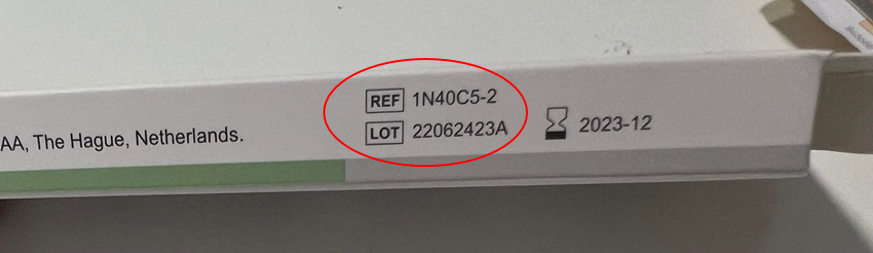 AA, The Hague, Netherlands.
REF 1N40C5-2
LOT 22062423A
2023-12